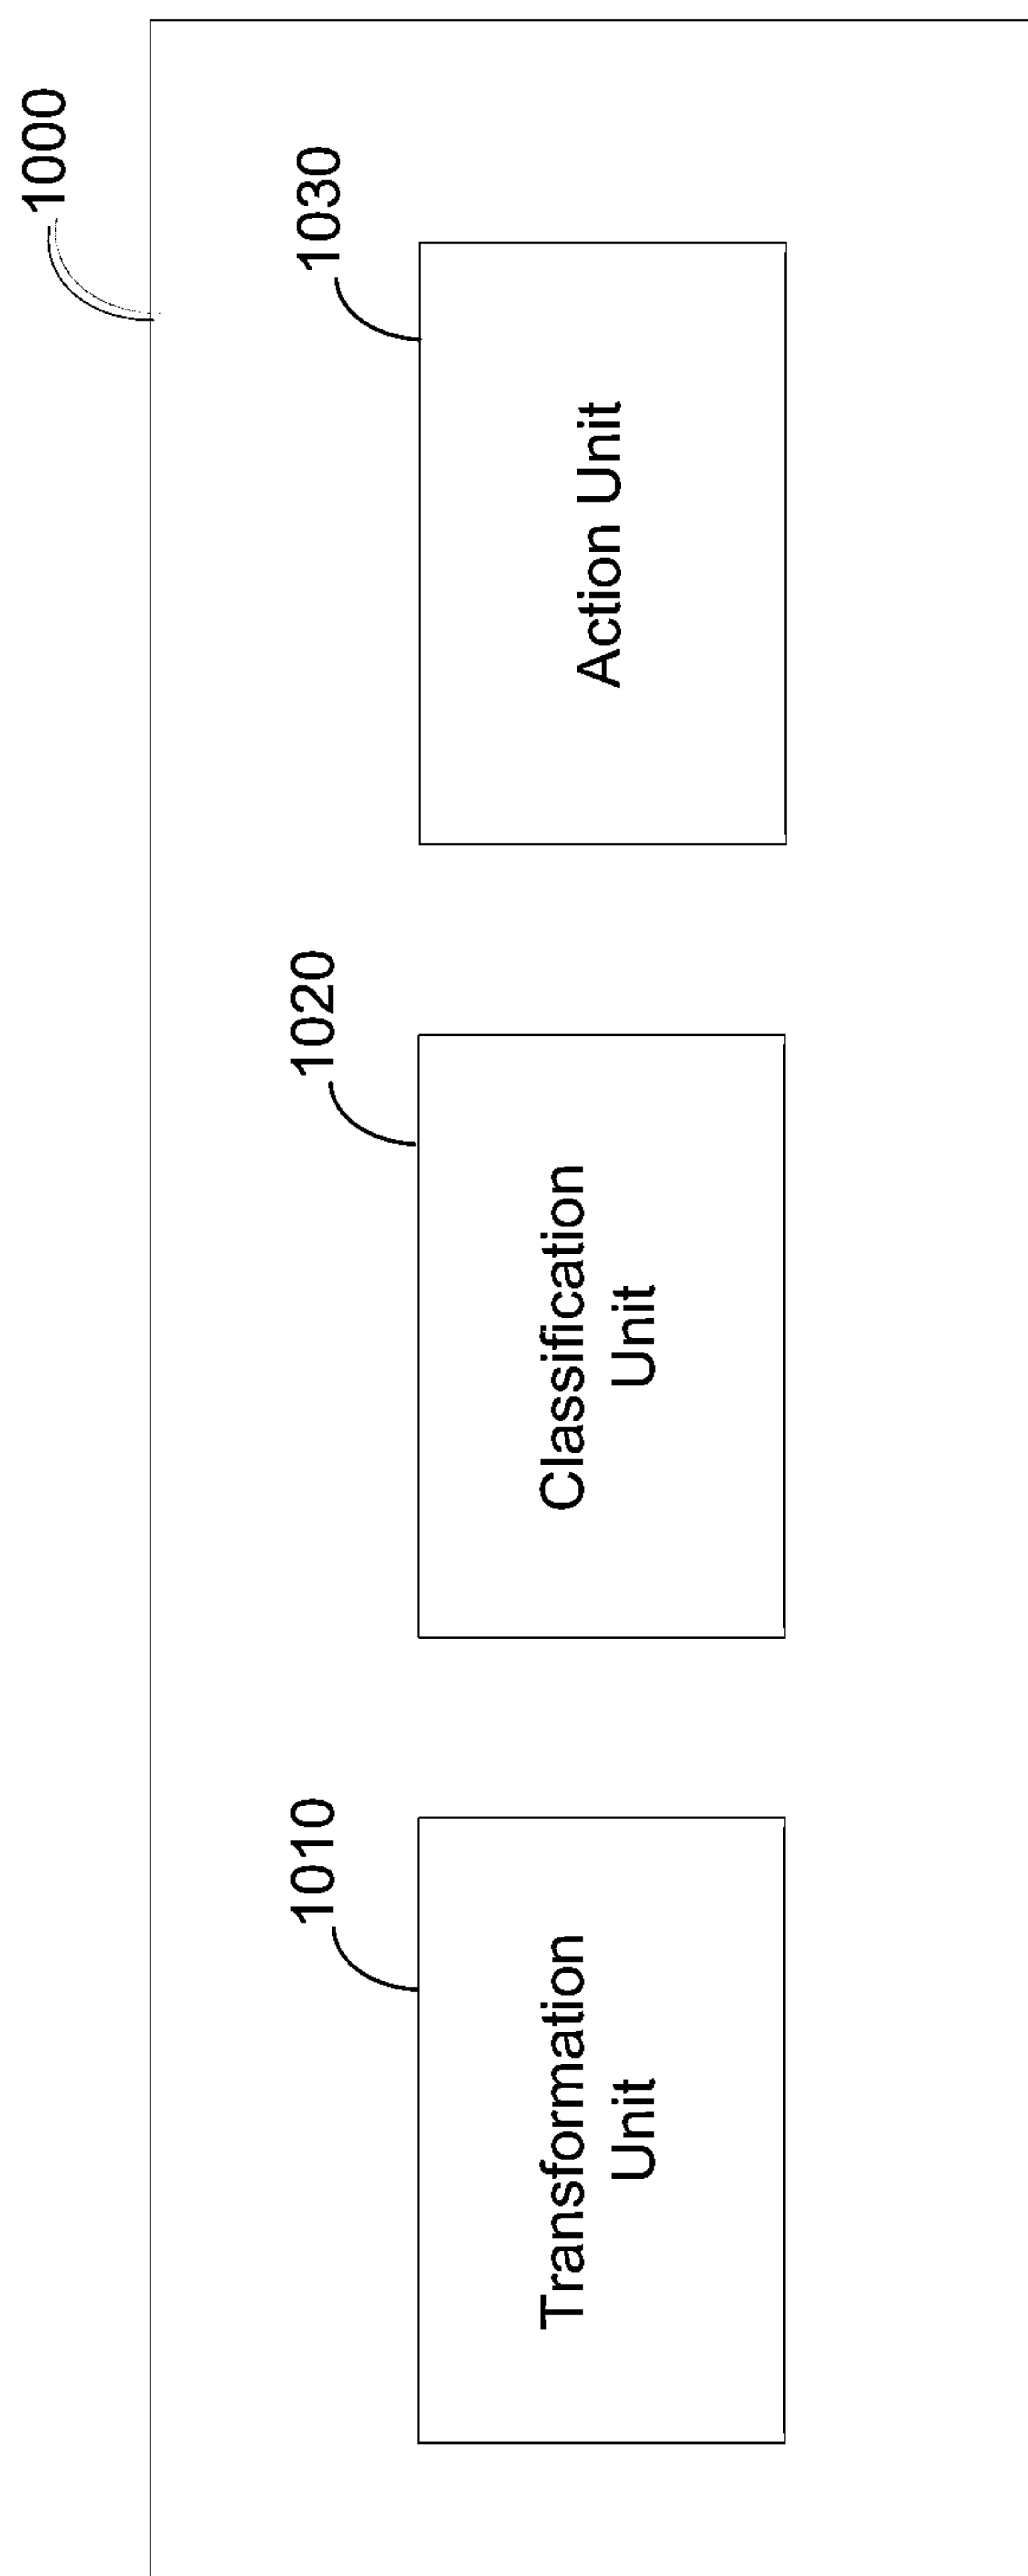 1000
1010
Transformation
Unit
1020
Classification
Unit
1030
Action Unit